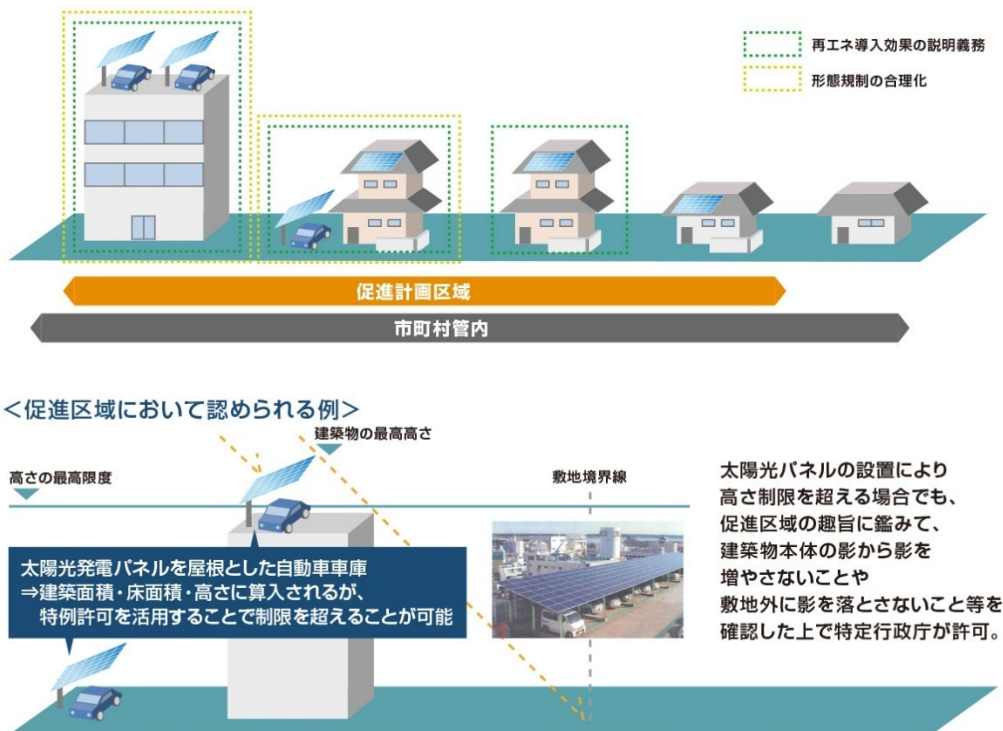 再エネ導入効果の説明義務
形態規制の合理化
促進計画区域
市町村管内
＜促進区域において認められる例＞
建築物の最高高さ
高さの最高限度
敷地境界線
太陽光発電パネルを屋根とした自動車車庫
⇒建築面積・床面積・高さに算入されるが、
特例許可を活用することで制限を超えることが可能
太陽光パネルの設置により
高さ制限を超える場合でも、
促進区域の趣旨に鑑みて、
建築物本体の影から影を
増やさないことや
敷地外に影を落とさないこと等を
確認した上で特定行政庁が許可。